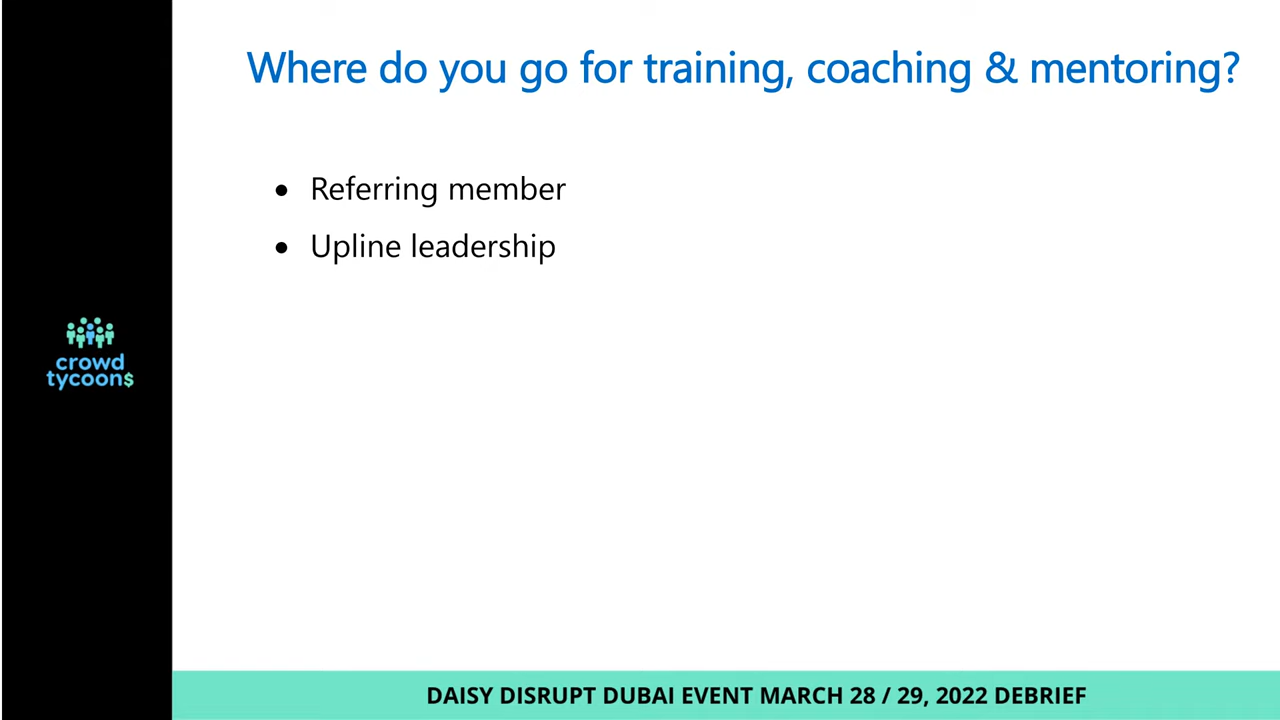 Where do you go for training, coaching & mentoring?
• Referring member
• Upline leadership
crowd
tycoon$
DAISY DISRUPT DUBAI EVENT MARCH 28 / 29, 2022 DEBRIEF